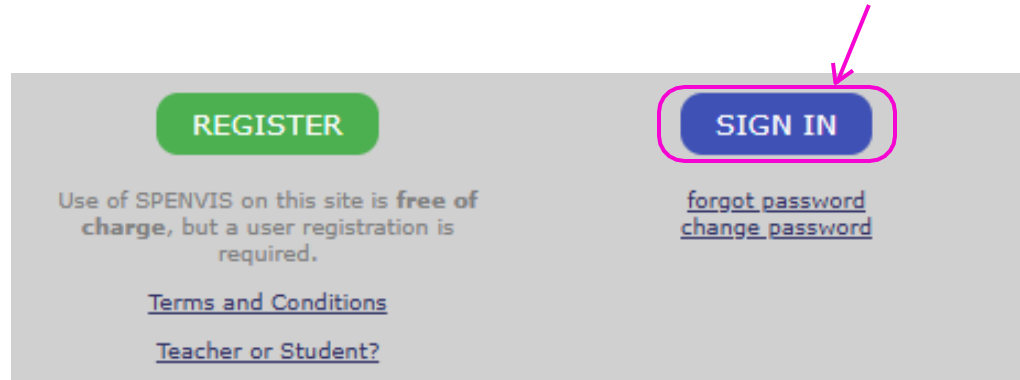 REGISTER
SIGN IN
Use of SPENVIS on this site is free of
charge, but a user registration is
required.
forgot password
change password
Terms and Conditions
Teacher or Student?